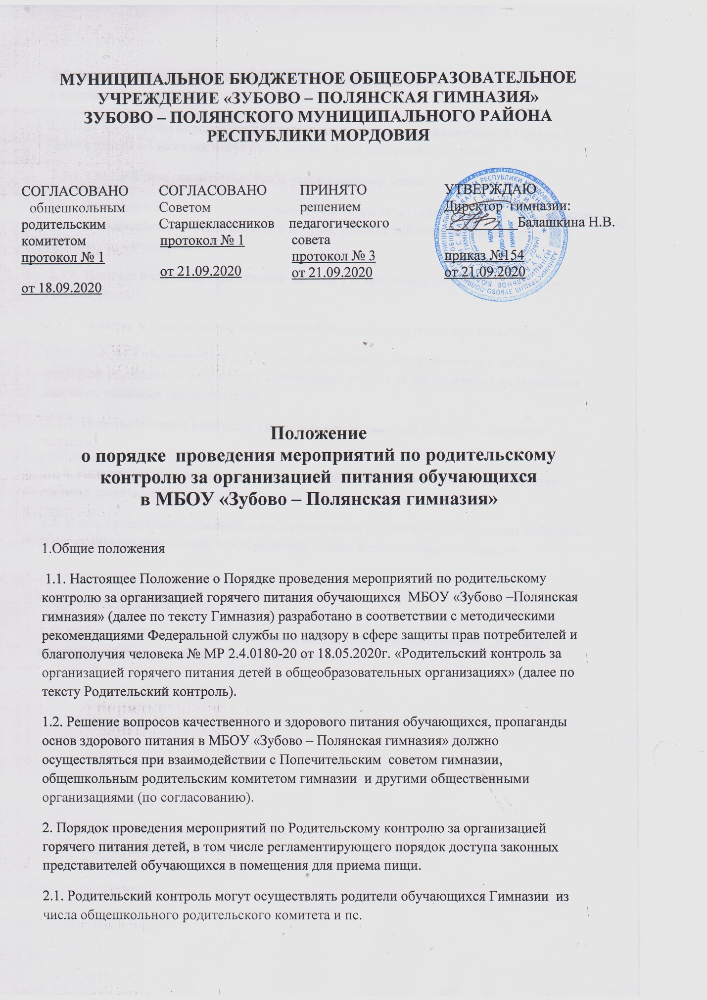 МУНИЦИПАЛЬНОЕ БЮДЖЕТНОЕ ОБЩЕОБРАЗОВАТЕЛЬНОЕ
УЧРЕЖДЕНИЕ «ЗУБОВО – ПОЛЯНСКАЯ ГИМНАЗИЯ»
ЗУБОВО – ПОЛЯНСКОГО МУНИЦИПАЛЬНОГО РАЙОНА
РЕСПУБЛИКИ МОРДОВИЯ
СОГЛАСОВАНО
общешкольным
родительским
комитетом
протокол № 1
от 18.09.2020
СОГЛАСОВАНО
Советом
Старшеклассников
протокол № 1
от 21.09.2020
ПРИНЯТО
решением
педагогического
совета
протокол № 3
от 21.09.2020
УТВЕРЖДАЮ
Директор гимназии:
Балашкина Н.В.
приказ №154
от 21.09.2020
МБОУ
ЗУБОВО-ПОЛЯНСКАЯ
ГИМНАЗИЯ"
Положение
о порядке проведения мероприятий по родительскому
контролю за организацией питания обучающихся
в МБОУ «Зубово – Полянская гимназия»
1.Общие положения
1.1. Настоящее Положение о Порядке проведения мероприятий по родительскому
контролю за организацией горячего питания обучающихся МБОУ «Зубово –Полянская
гимназия» (далее по тексту Гимназия) разработано в соответствии с методическими
рекомендациями Федеральной службы по надзору в сфере защиты прав потребителей и
благополучия человека № МР 2.4.0180-20 от 18.05.2020г. «Родительский контроль за
организацией горячего питания детей в общеобразовательных организациях» (далее по
тексту Родительский контроль).
1.2. Решение вопросов качественного и здорового питания обучающихся, пропаганды
основ здорового питания в МБОУ «Зубово – Полянская гимназия» должно
осуществляться при взаимодействии с Попечительским советом гимназии,
общешкольным родительским комитетом гимназии и другими общественными
организациями (по согласованию).
2. Порядок проведения мероприятий по Родительскому контролю за организацией
горячего питания детей, в том числе регламентирующего порядок доступа законных
представителей обучающихся в помещения для приема пищи.
2.1. Родительский контроль могут осуществлять родители обучающихся Гимназии из
числа общешкольного родительского комитета и пс.